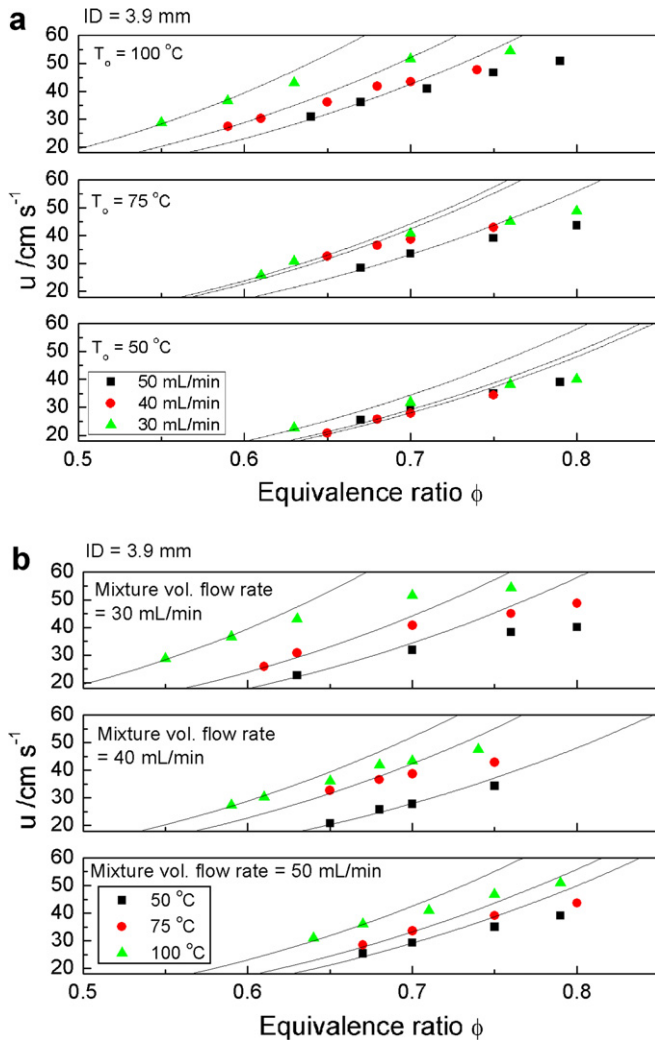 a
ID = 3.9 mm
60
50
40
30
20
T_o = 100 °C
60
50
40
30
20
T_o = 75 °C
u /cm s⁻¹
60
50
40
30
20
T_o = 50 °C
50 mL/min
40 mL/min
30 mL/min
0.5 0.6 0.7 0.8
Equivalence ratio ϕ
b
ID = 3.9 mm
60
50
40
30
20
Mixture vol. flow rate
= 30 mL/min
60
50
40
30
20
Mixture vol. flow rate
= 40 mL/min
u /cm s⁻¹
60
50
40
30
20
Mixture vol. flow rate = 50 mL/min
50 °C
75 °C
100 °C
0.5 0.6 0.7 0.8
Equivalence ratio ϕ